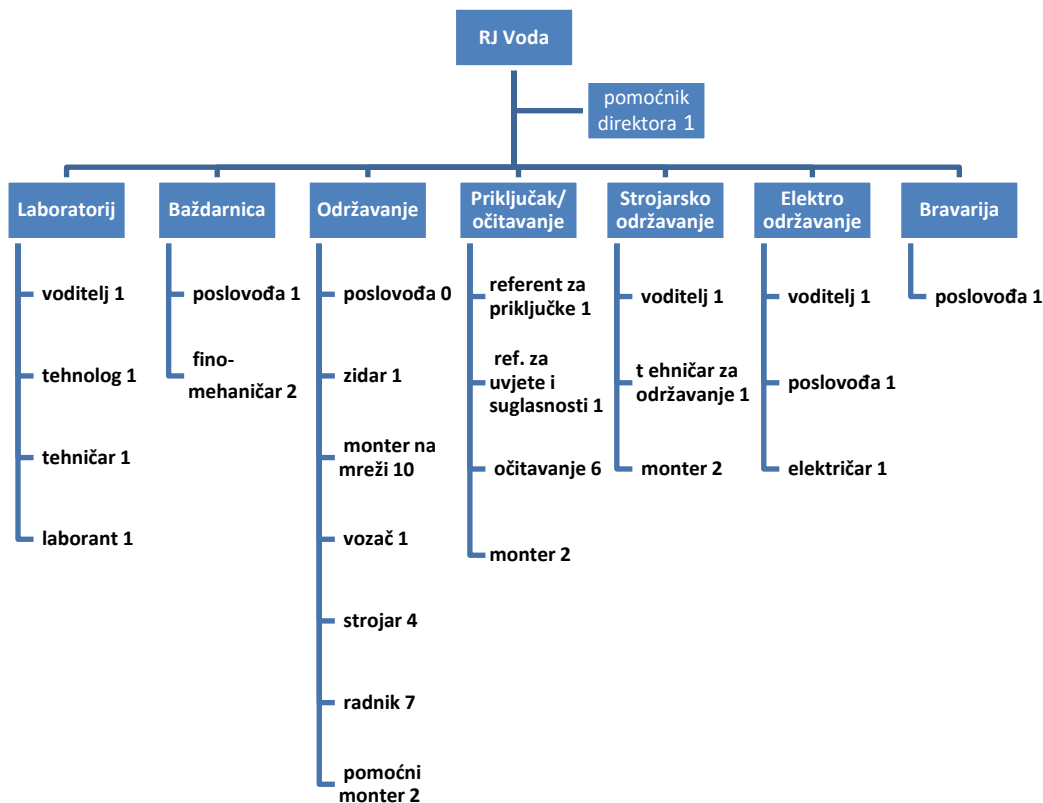 RJ Voda
pomoćnik
direktora 1
Laboratorij
voditelj 1
tehnolog 1
tehničar 1
laborant 1
Baždarnica
poslovođa 1
fino-
mehaničar 2
Održavanje
poslovođa 0
zidar 1
monter na
mreži 10
vozač 1
strojar 4
radnik 7
pomoćni
monter 2
Priključak/
očitavanje
referent za
priključke 1
ref. za
uvjete i
suglasnosti 1
očitavanje 6
monter 2
Strojarsko
održavanje
voditelj 1
t ehničar za
održavanje 1
monter 2
Elektro
održavanje
voditelj 1
poslovođa 1
električar 1
Bravarija
poslovođa 1